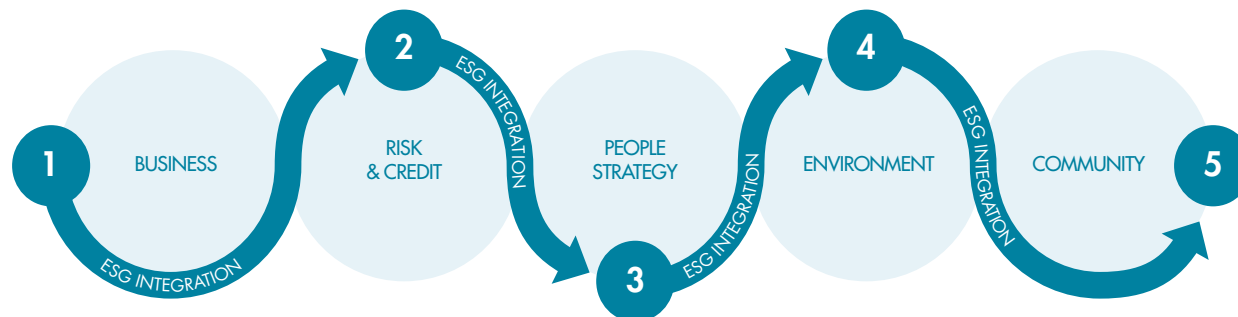 1
BUSINESS
ESG INTEGRATION
2
RISK
& CREDIT
ESG INTEGRATION
3
PEOPLE
STRATEGY
ESG INTEGRATION
4
ENVIRONMENT
ESG INTEGRATION
COMMUNITY
5